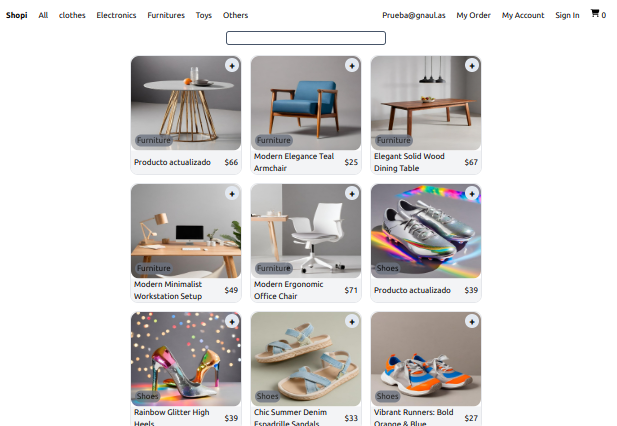 Shopi All clothes Electronics Furnitures Toys Others Prueba@gnaul.as My Order My Account Sign In 0
Furniture Furniture Furniture
Producto actualizado $66
Modern Elegance Teal
Armchair $25
Elegant Solid Wood
Dining Table $67
Furniture Furniture Shoes
Modern Minimalist
Workstation Setup $49
Modern Ergonomic
Office Chair $71
Producto actualizado $39
Shoes Shoes Shoes
Rainbow Glitter High
Heels $39
Chic Summer Denim
Espadrille Sandals $33
Vibrant Runners: Bold
Orange & Blue $27